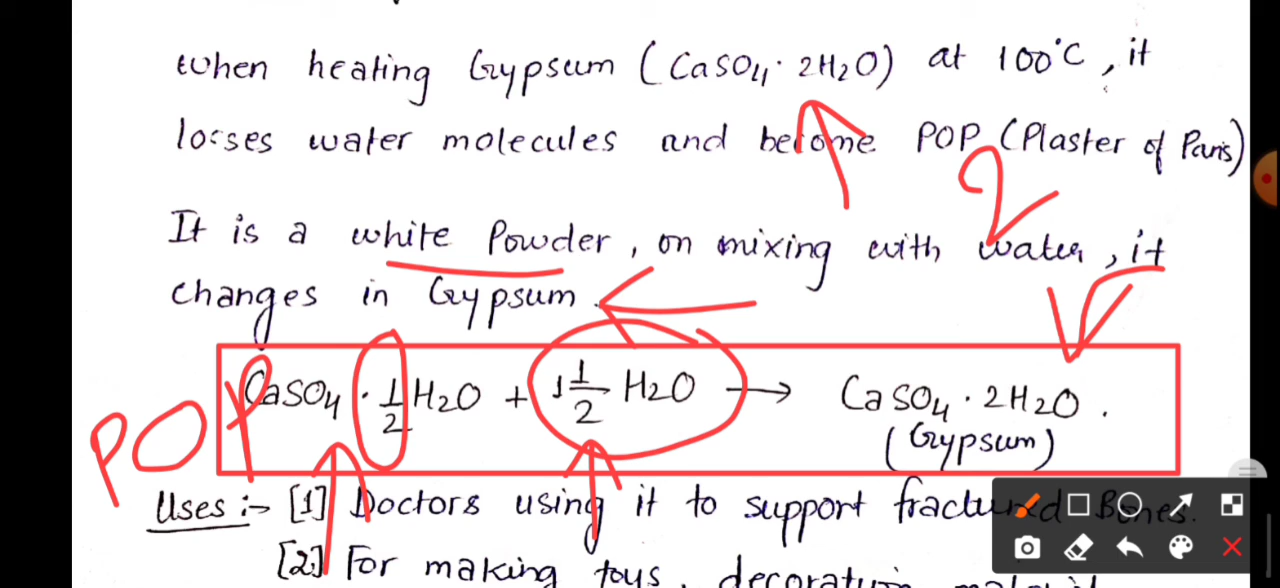 When heating Gypsum (CaSO4·2H2O) at 100°C, it
losses water molecules and become POP (Plaster of Paris)
2
It is a white Powder, on mixing with water, it
changes in Gypsum.
POP
CaSO4·1/2H2O + 1 1/2 H2O → CaSO4·2H2O.
(Gypsum)
Uses :- [1] Doctors using it to support fractured Bones.
[2] For making toys, decorative